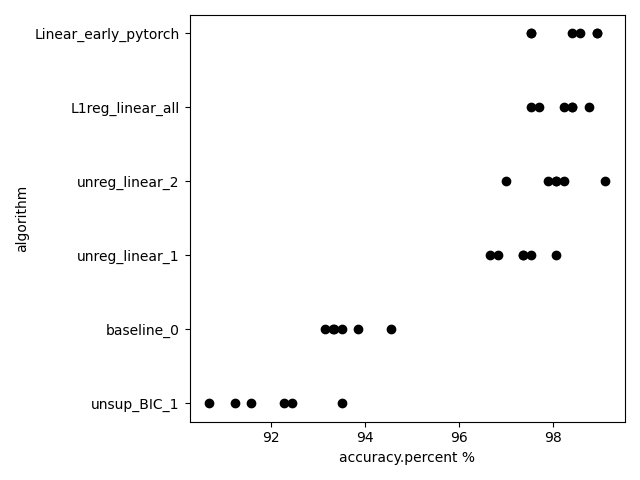 Linear_early_pytorch
L1reg_linear_all
unreg_linear_2
unreg_linear_1
baseline_0
unsup_BIC_1
algorithm
92 94 96 98
accuracy.percent %